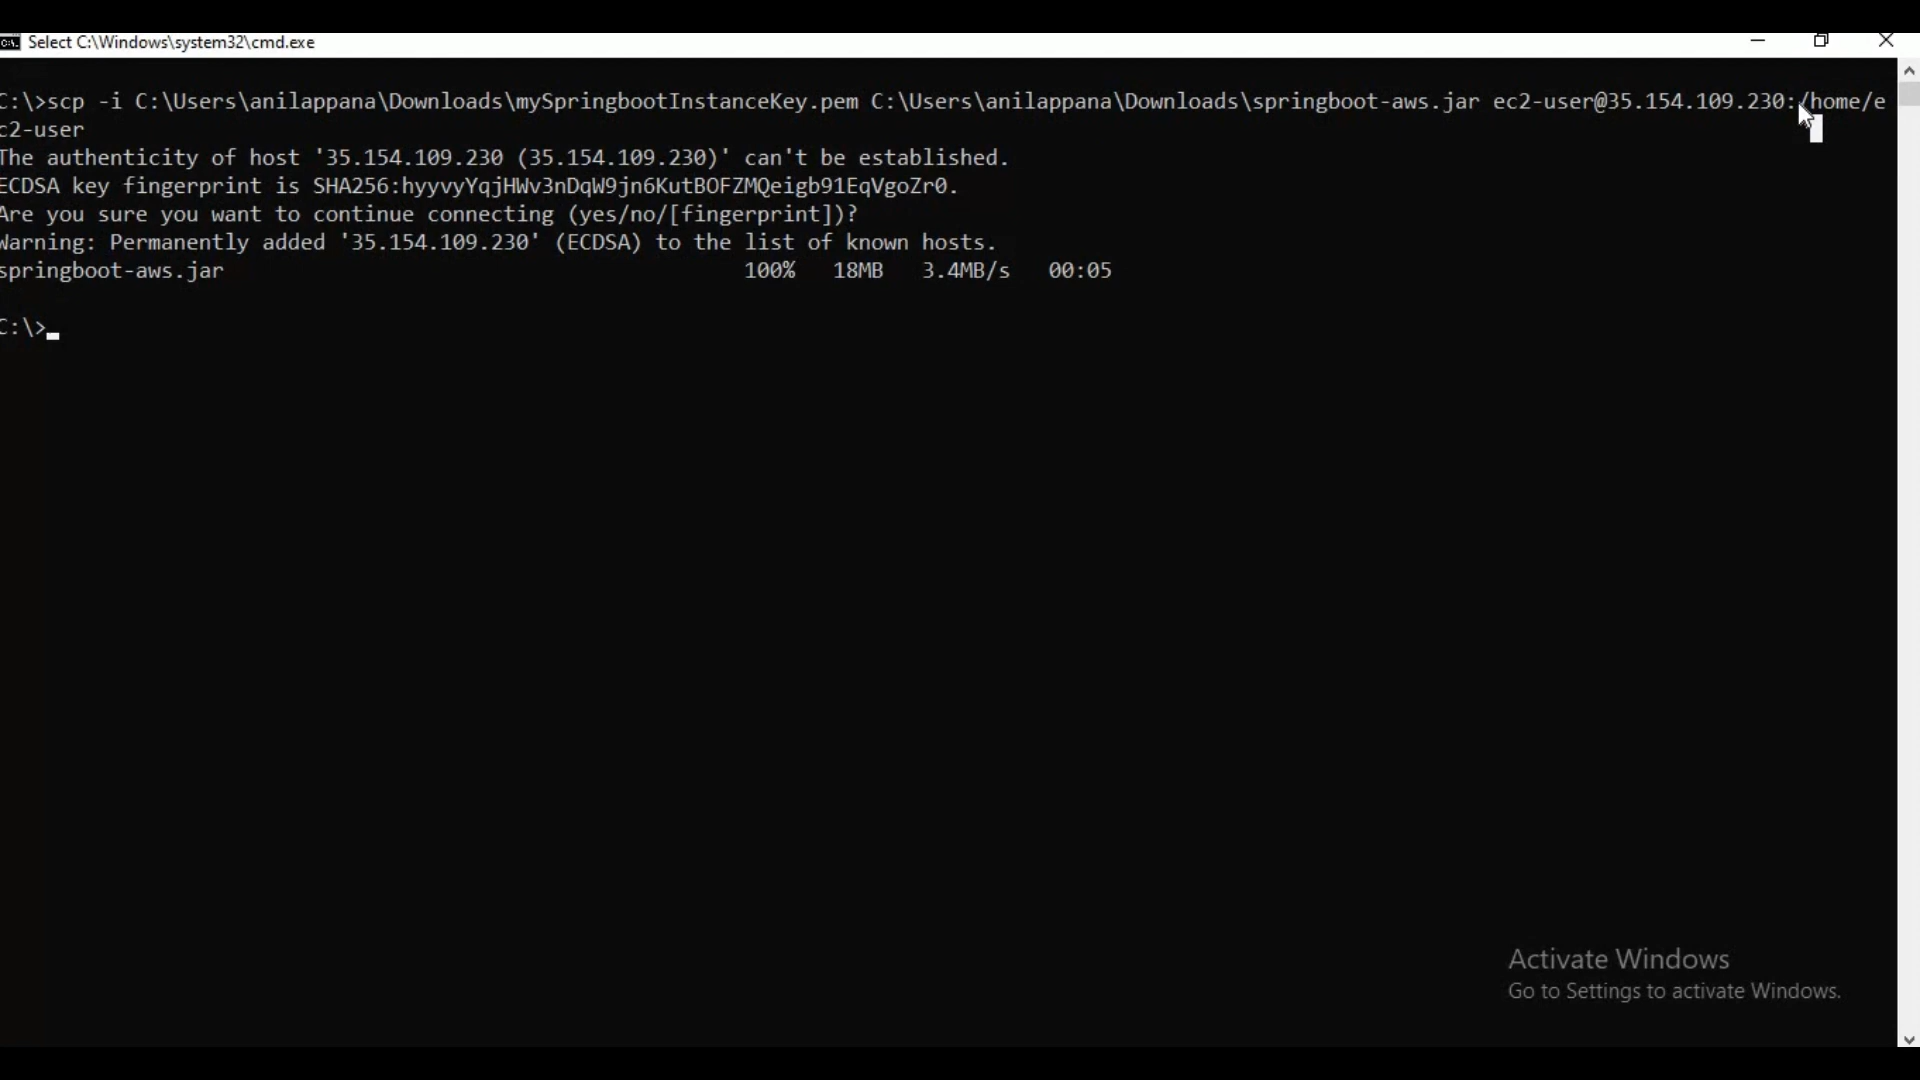 Select C:\Windows\system32\cmd.exe
C:\>scp -i C:\Users\anilappana\Downloads\mySpringbootInstanceKey.pem C:\Users\anilappana\Downloads\springboot-aws.jar ec2-user@35.154.109.230:/home/e
c2-user
The authenticity of host '35.154.109.230 (35.154.109.230)' can't be established.
ECDSA key fingerprint is SHA256:hyyvyYqjHWv3nDqW9jn6KutBOFZMQeigb91EqVgoZr0.
Are you sure you want to continue connecting (yes/no/[fingerprint])?
Warning: Permanently added '35.154.109.230' (ECDSA) to the list of known hosts.
springboot-aws.jar 100% 18MB 3.4MB/s 00:05
C:\>
Activate Windows
Go to Settings to activate Windows.